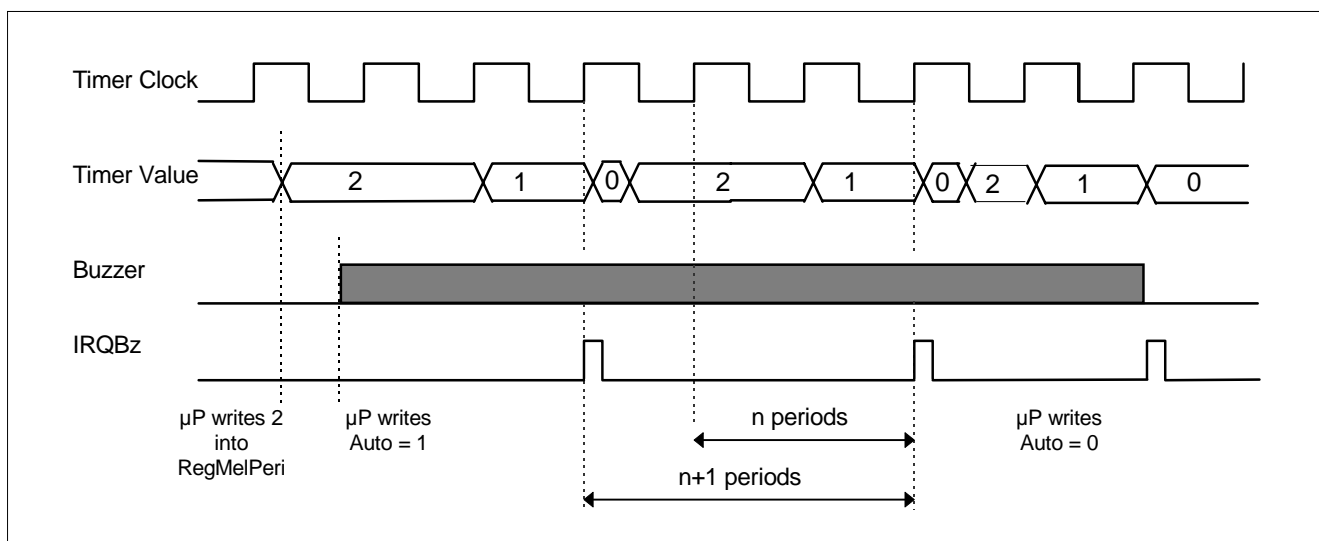 Timer Clock
Timer Value
2
1
0
2
1
0
2
1
0
Buzzer
IRQBz
µP writes 2
into
RegMelPeri
µP writes
Auto = 1
n periods
n+1 periods
µP writes
Auto = 0